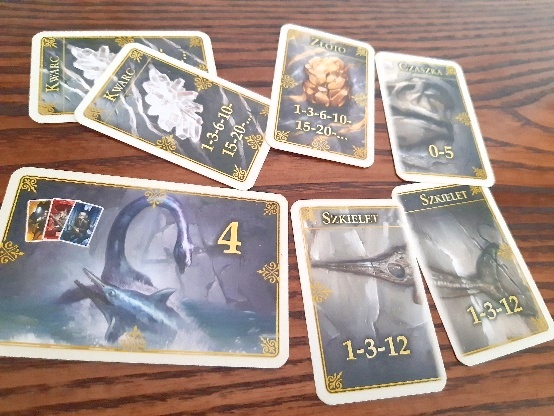 Kwarc
Kwarc
1-3-6-10-
15-20-...
Złoto
1-3-6-10-
15-20-...
Czaszka
0-5
4
Szkielet
1-3-12
Szkielet
1-3-12